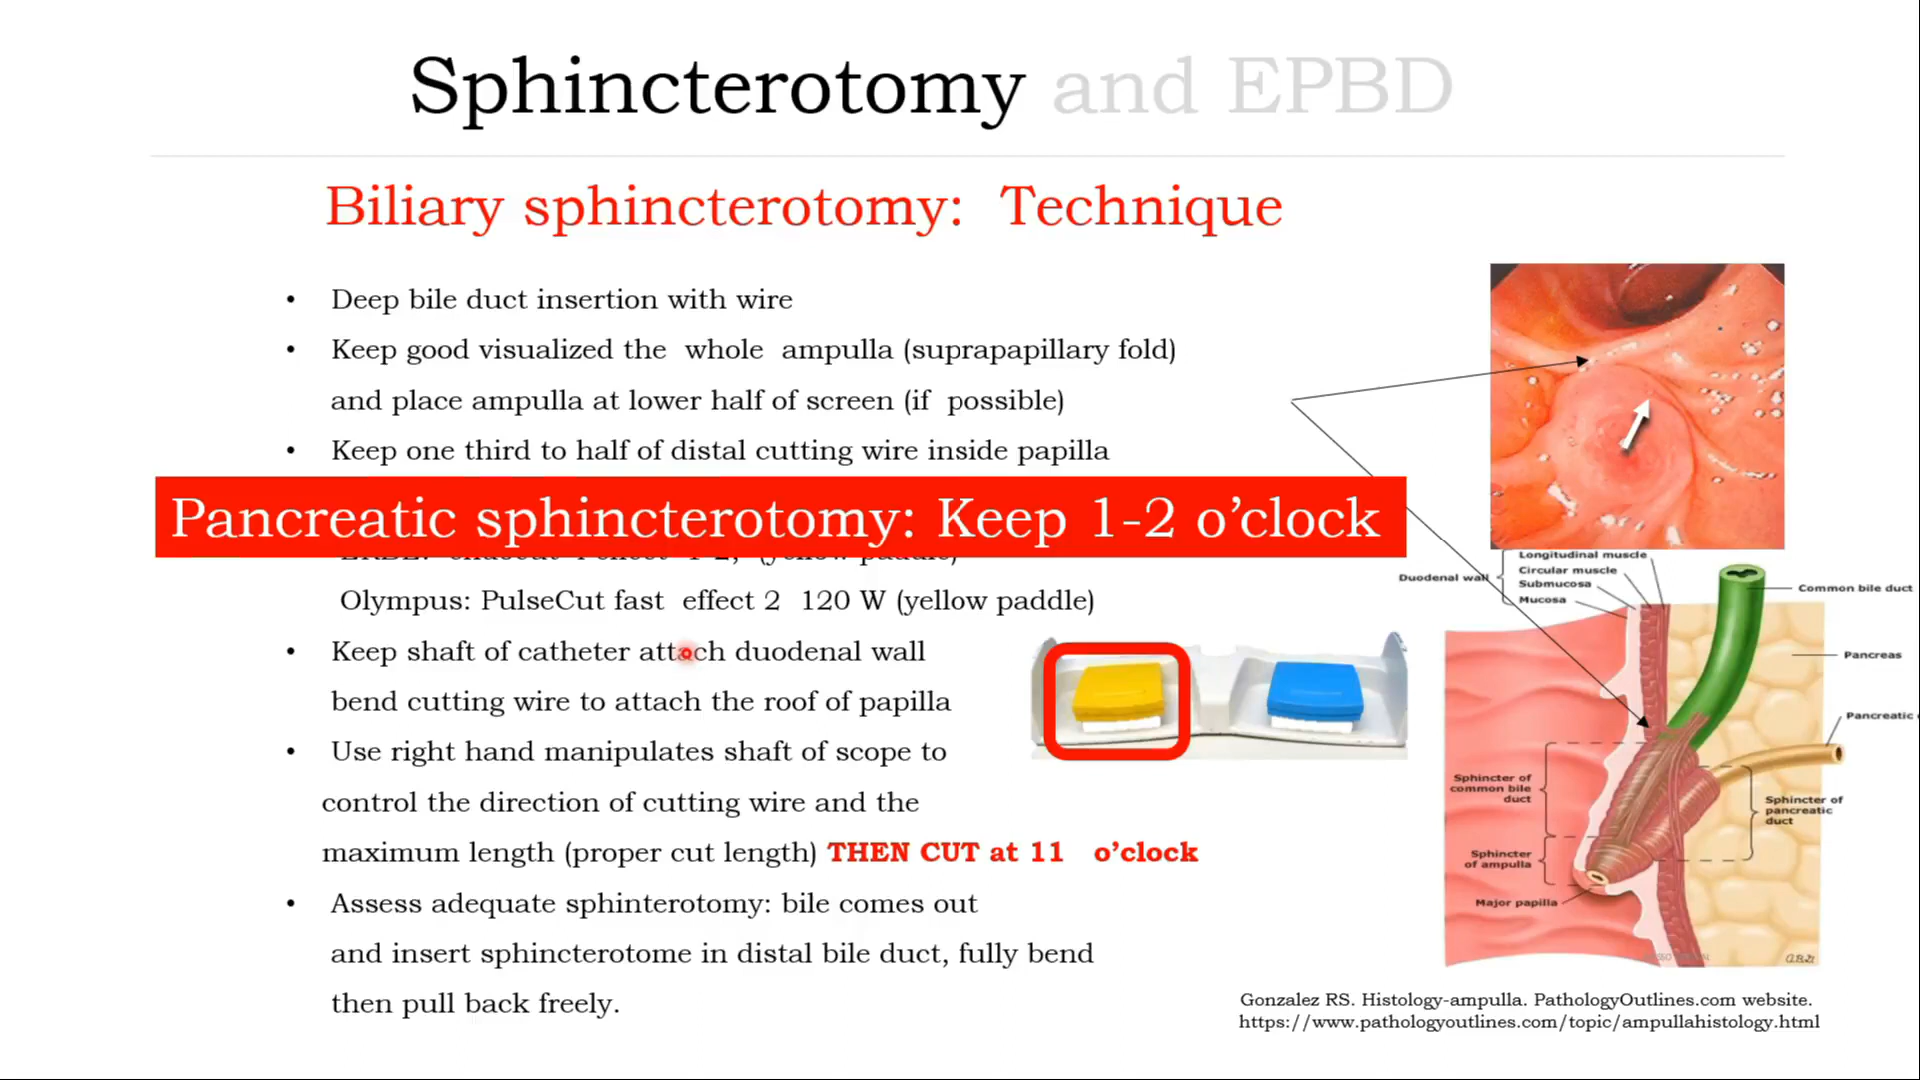 Sphincterotomy and EPBD
Biliary sphincterotomy: Technique
• Deep bile duct insertion with wire
• Keep good visualized the whole ampulla (suprapapillary fold)
and place ampulla at lower half of screen (if possible)
• Keep one third to half of distal cutting wire inside papilla
Pancreatic sphincterotomy: Keep 1-2 o’clock
Olympus: PulseCut fast effect 2 120 W (yellow paddle)
• Keep shaft of catheter attach duodenal wall
bend cutting wire to attach the roof of papilla
• Use right hand manipulates shaft of scope to
control the direction of cutting wire and the
maximum length (proper cut length) THEN CUT at 11 o’clock
• Assess adequate sphinterotomy: bile comes out
and insert sphincterotome in distal bile duct, fully bend
then pull back freely.
Duodenal wall
Longitudinal muscle
Circular muscle
Submucosa
Mucosa
Common bile duct
Pancreas
Pancreatic
Sphincter of
common bile
duct
Sphincter of
pancreatic
duct
Sphincter
of ampulla
Major papilla
Gonzalez RS. Histology-ampulla. PathologyOutlines.com website.
https://www.pathologyoutlines.com/topic/ampullahistology.html